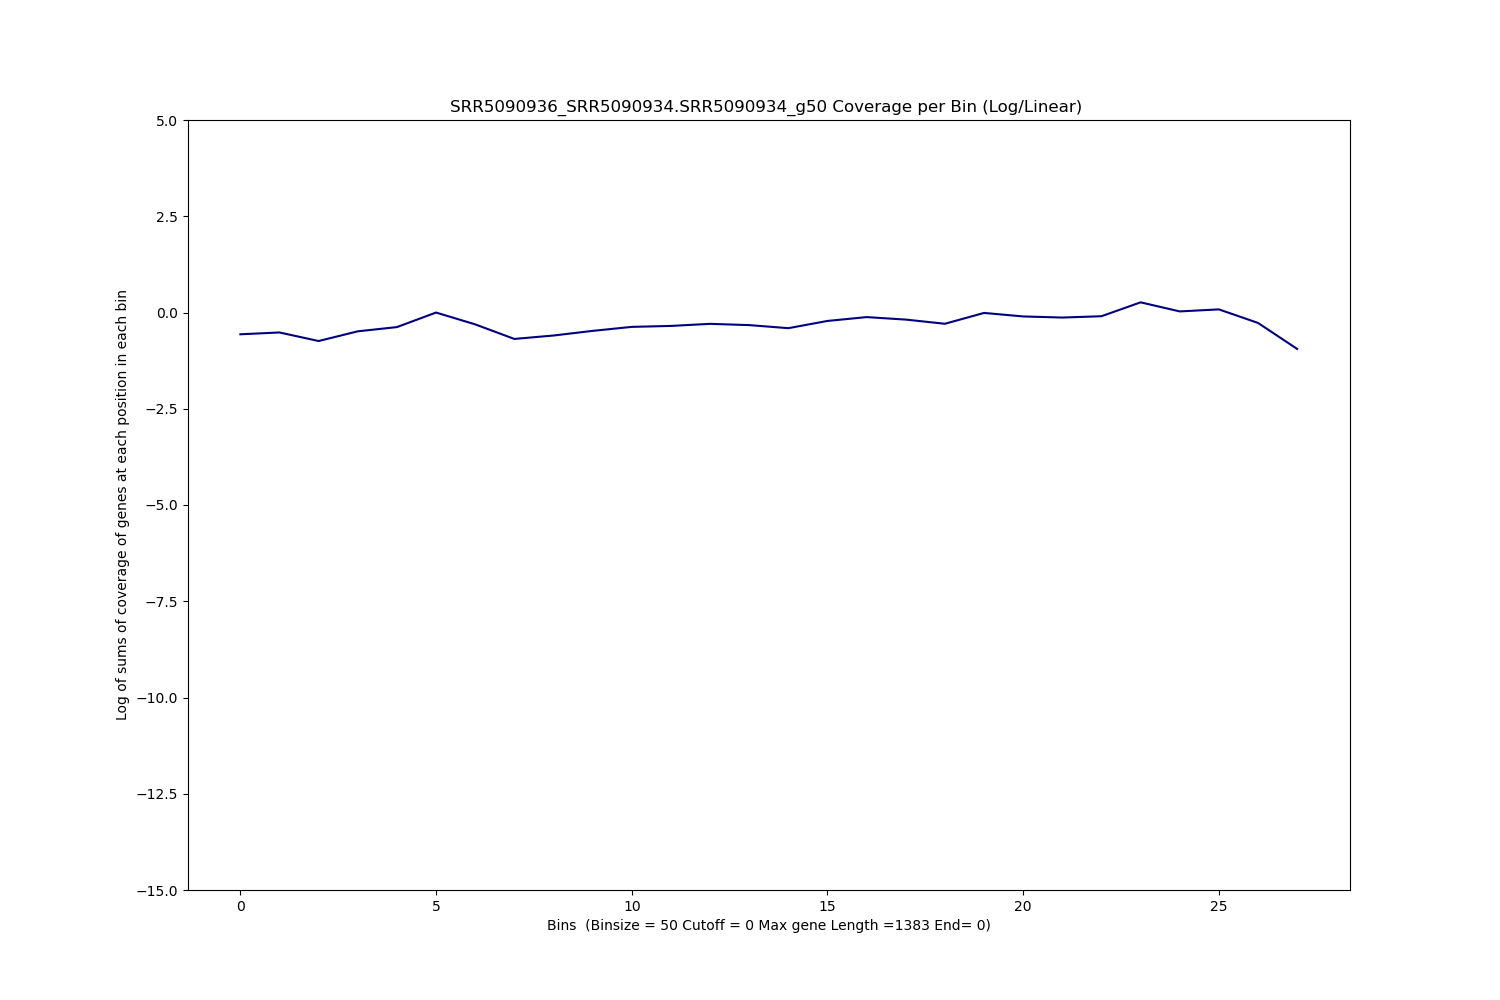 SRR5090936_SRR5090934.SRR5090934_g50 Coverage per Bin (Log/Linear)
5.0
2.5
0.0
−2.5
−5.0
−7.5
−10.0
−12.5
−15.0
Log of sums of coverage of genes at each position in each bin
0 5 10 15 20 25
Bins  (Binsize = 50 Cutoff = 0 Max gene Length =1383 End= 0)